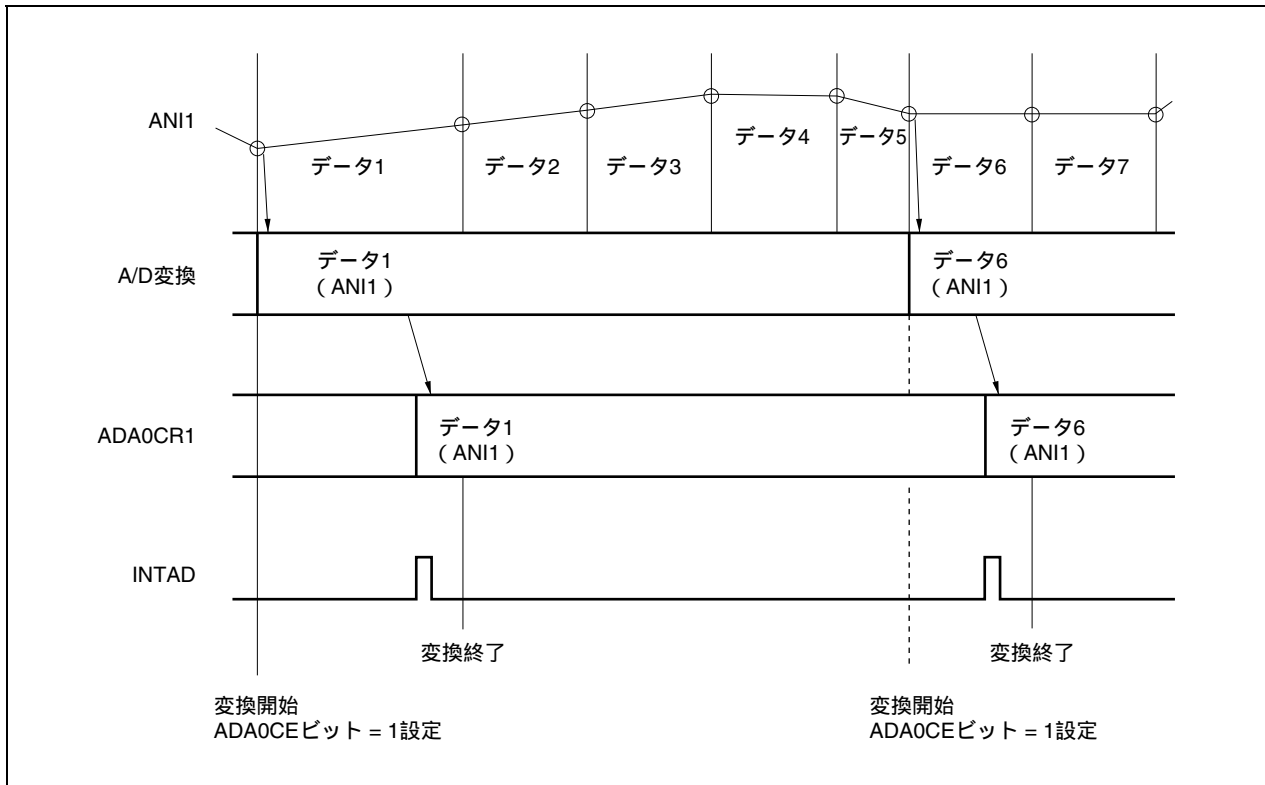 ANI1
データ1
データ2
データ3
データ4
データ5
データ6
データ7
A/D変換
データ1
( ANI1 )
データ6
( ANI1 )
ADA0CR1
データ1
( ANI1 )
データ6
( ANI1 )
INTAD
変換終了
変換終了
変換開始
ADA0CEビット = 1設定
変換開始
ADA0CEビット = 1設定